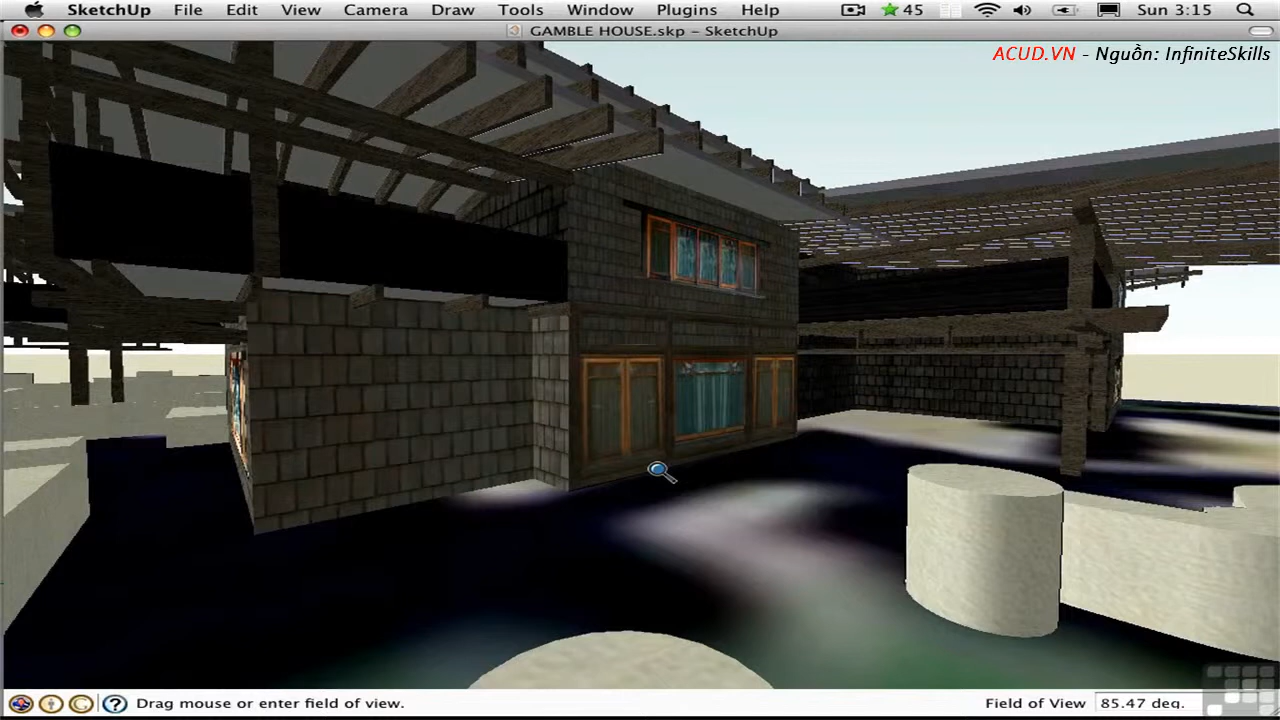 SketchUp File Edit View Camera Draw Tools Window Plugins Help 45 Sun 3:15
GAMBLE HOUSE.skp – SketchUp
ACUD.VN - Nguồn: InfiniteSkills
Drag mouse or enter field of view. Field of View 85.47 deg.